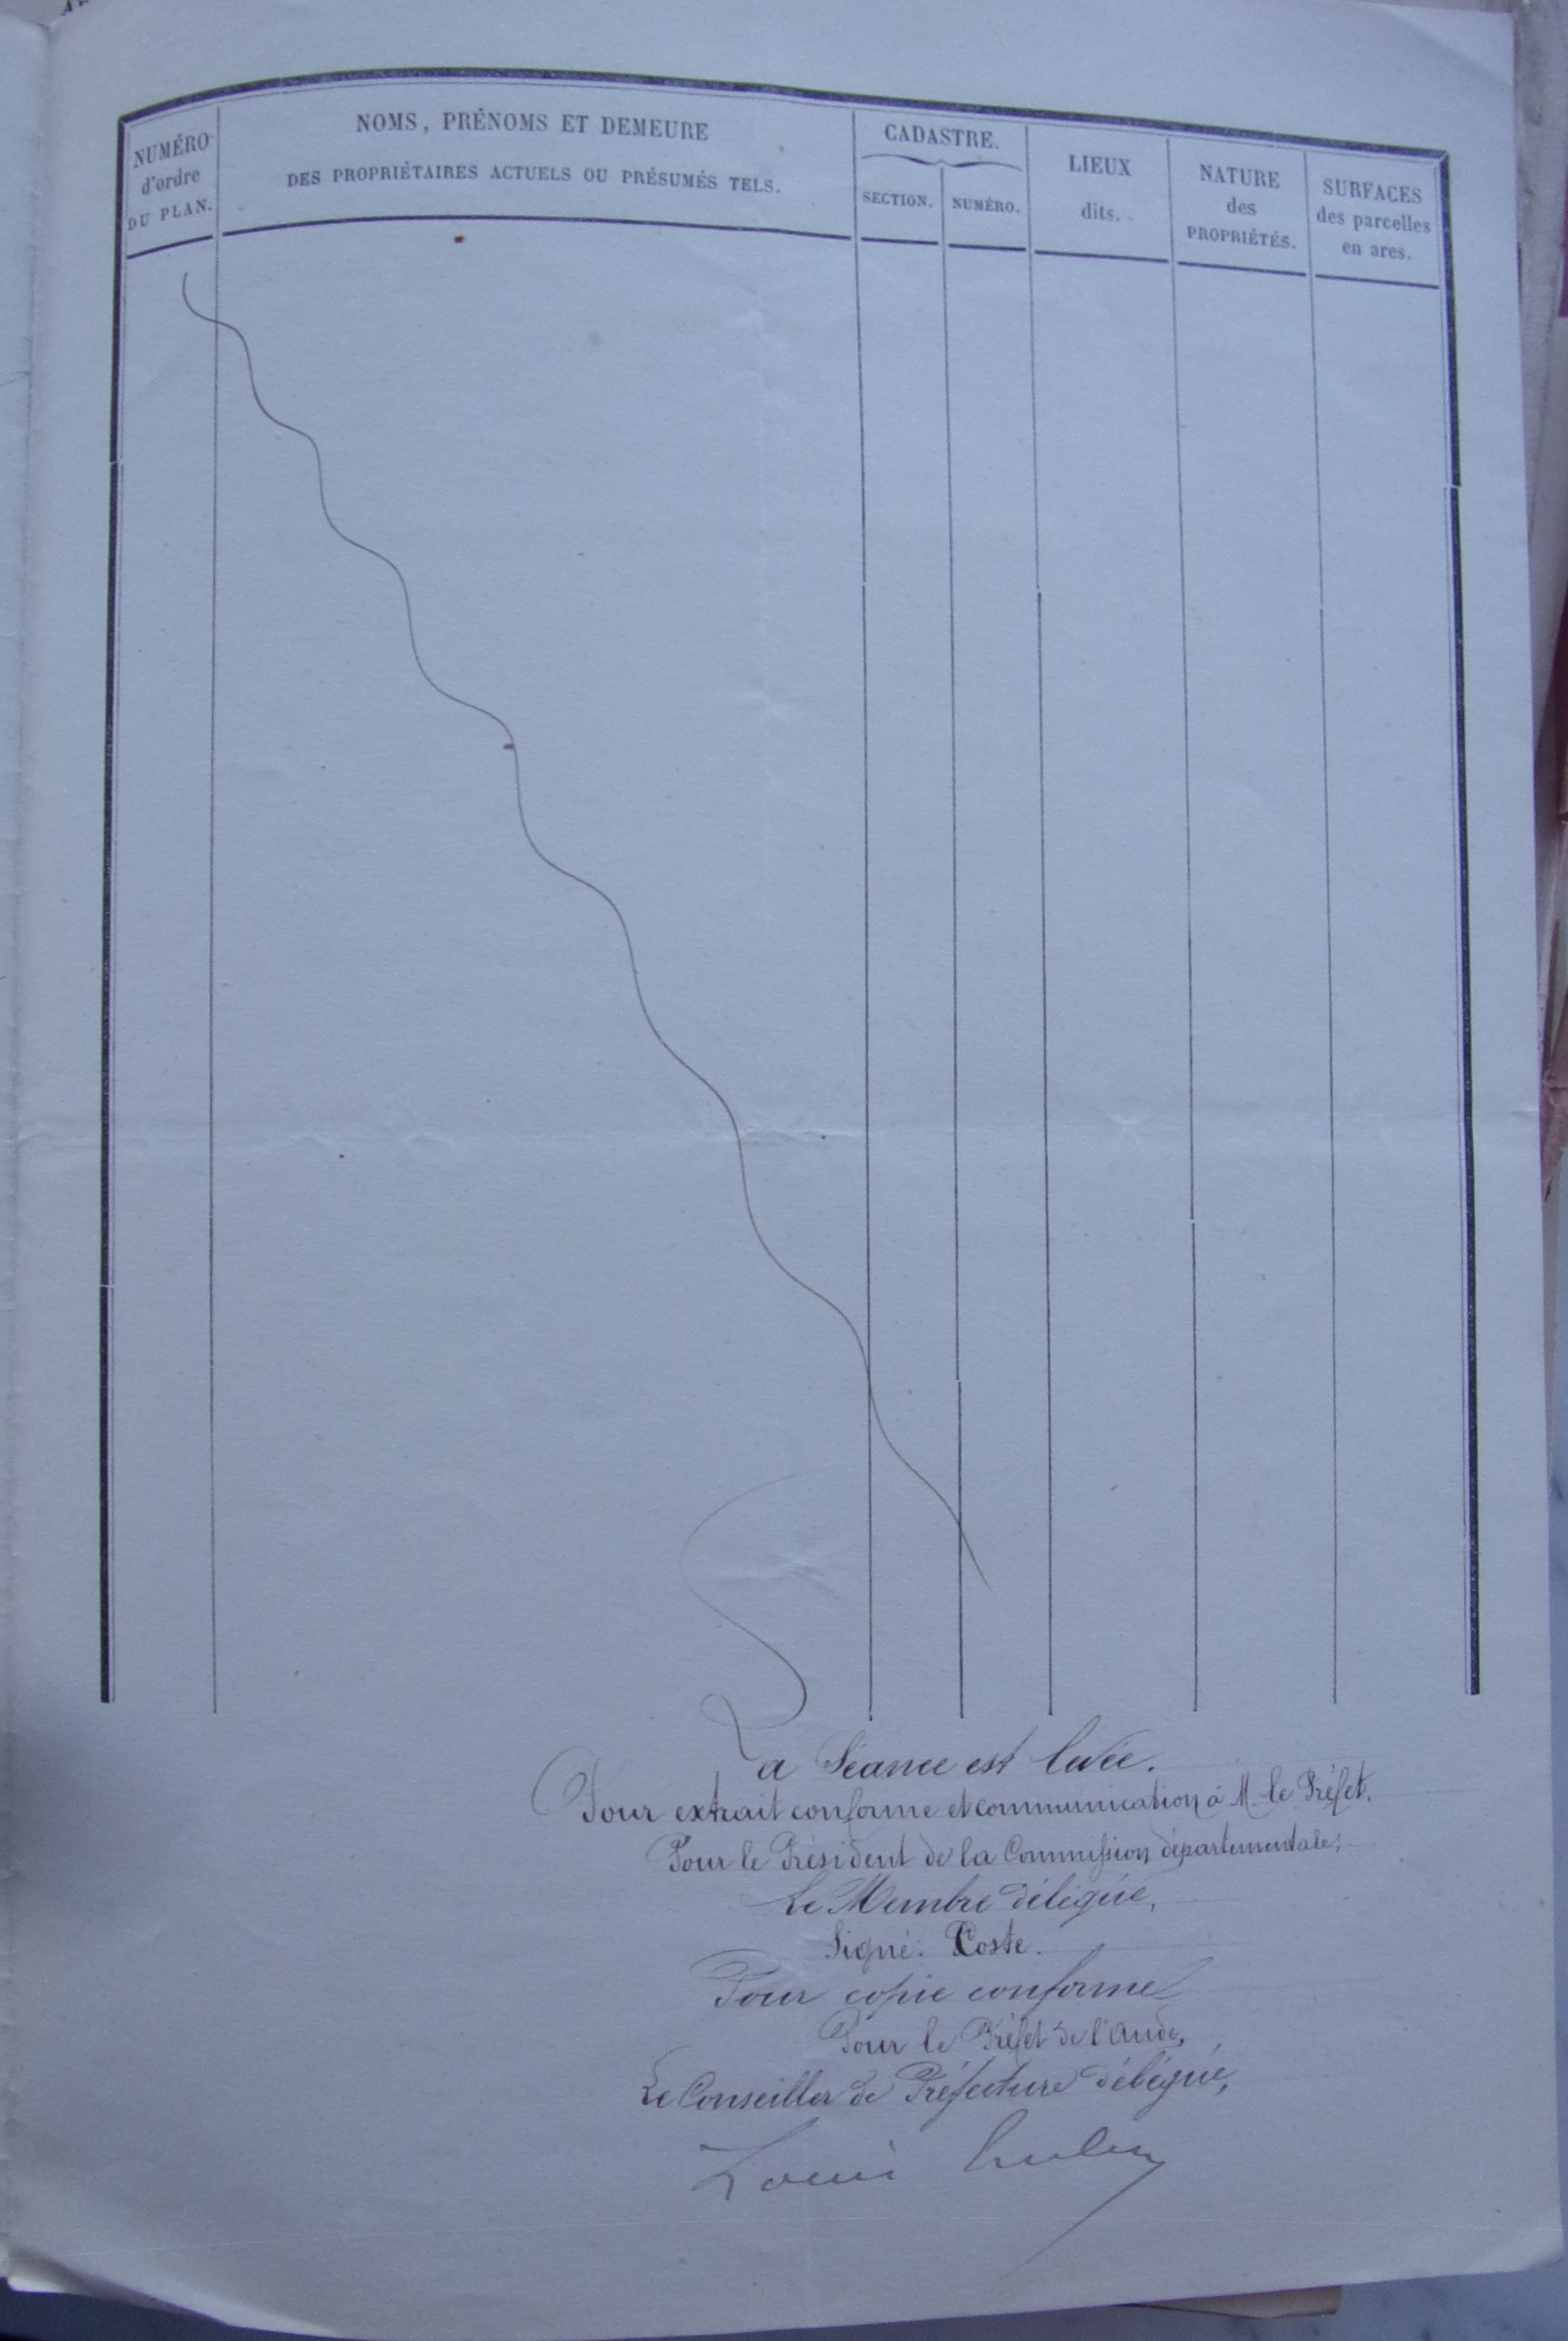 NUMÉRO
d'ordre
DU PLAN.
NOMS, PRÉNOMS ET DEMEURE
DES PROPRIÉTAIRES ACTUELS OU PRÉSUMÉS TELS.
CADASTRE.
SECTION.
NUMÉRO.
LIEUX
dits.
NATURE
des
PROPRIÉTÉS.
SURFACES
des parcelles
en ares.
La Séance est levée.
Pour extrait conforme et communication à M. le Préfet.
Pour le Président de la Commission départementale;
Le Membre délégué,
Signé: Coste.
Pour copie conforme
Pour le Préfet de l'Aude,
Le Conseiller de Préfecture délégué,
Louis